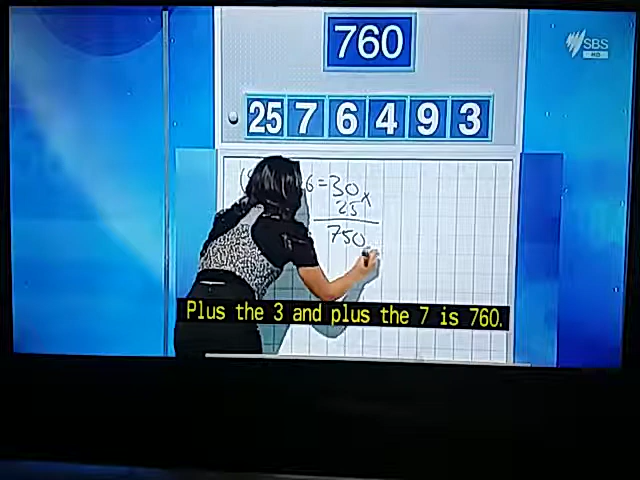 760
SBS
HD
25 7 6 4 9 3
6 = 30 x
25
750
Plus the 3 and plus the 7 is 760.